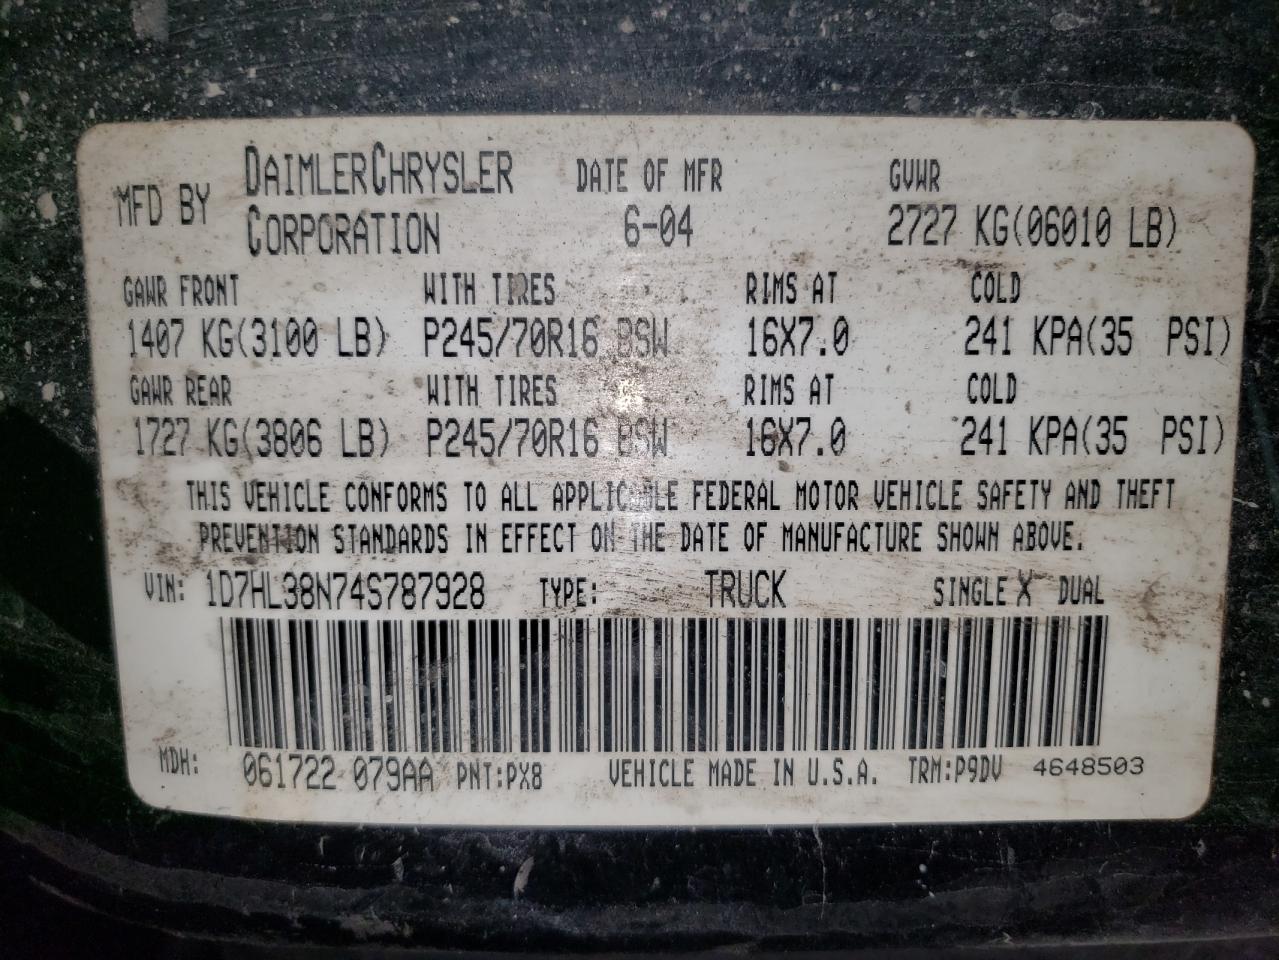 MFD BY DAIMLERCHRYSLER CORPORATION DATE OF MFR 6-04 GVWR 2727 KG(06010 LB)
GAWR FRONT WITH TIRES RIMS AT COLD
1407 KG(3100 LB) P245/70R16 BSW 16X7.0 241 KPA(35 PSI)
GAWR REAR WITH TIRES RIMS AT COLD
1727 KG(3806 LB) P245/70R16 BSW 16X7.0 241 KPA(35 PSI)
THIS VEHICLE CONFORMS TO ALL APPLICABLE FEDERAL MOTOR VEHICLE SAFETY AND THEFT
PREVENTION STANDARDS IN EFFECT ON THE DATE OF MANUFACTURE SHOWN ABOVE.
VIN: 1D7HL38N74S787928 TYPE: TRUCK SINGLE X DUAL
MDH: 061722 079AA PNT:PX8 VEHICLE MADE IN U.S.A. TRM:P9DV 4648503